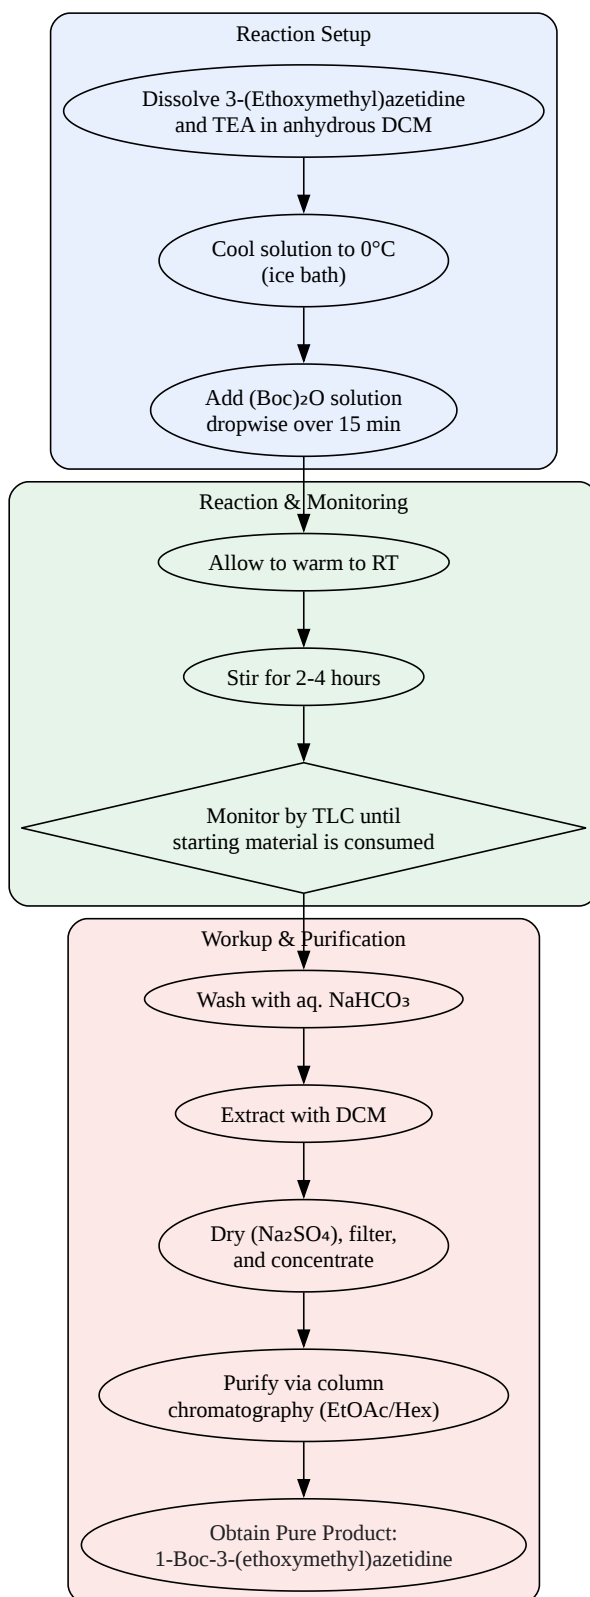 Reaction Setup
Dissolve 3-(Ethoxymethyl)azetidine
and TEA in anhydrous DCM
Cool solution to 0°C
(ice bath)
Add (Boc)₂O solution
dropwise over 15 min
Reaction & Monitoring
Allow to warm to RT
Stir for 2-4 hours
Monitor by TLC until
starting material is consumed
Workup & Purification
Wash with aq. NaHCO₃
Extract with DCM
Dry (Na₂SO₄), filter,
and concentrate
Purify via column
chromatography (EtOAc/Hex)
Obtain Pure Product:
1-Boc-3-(ethoxymethyl)azetidine